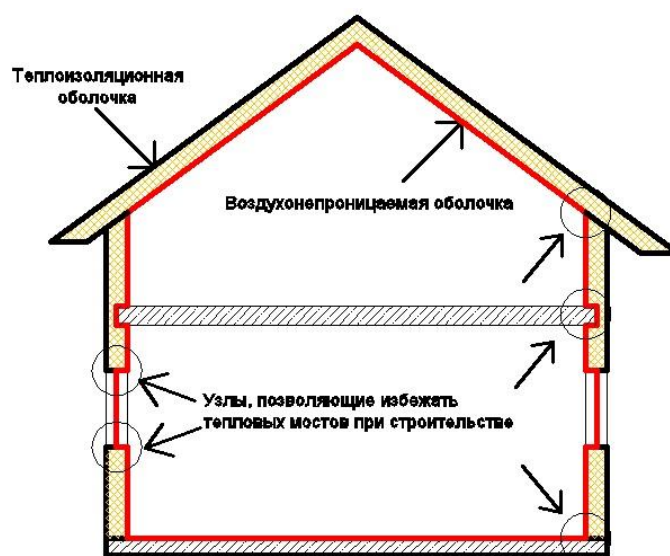 Теплоизоляционная
оболочка
Воздухонепроницаемая оболочка
Узлы, позволяющие избежать
тепловых мостов при строительстве